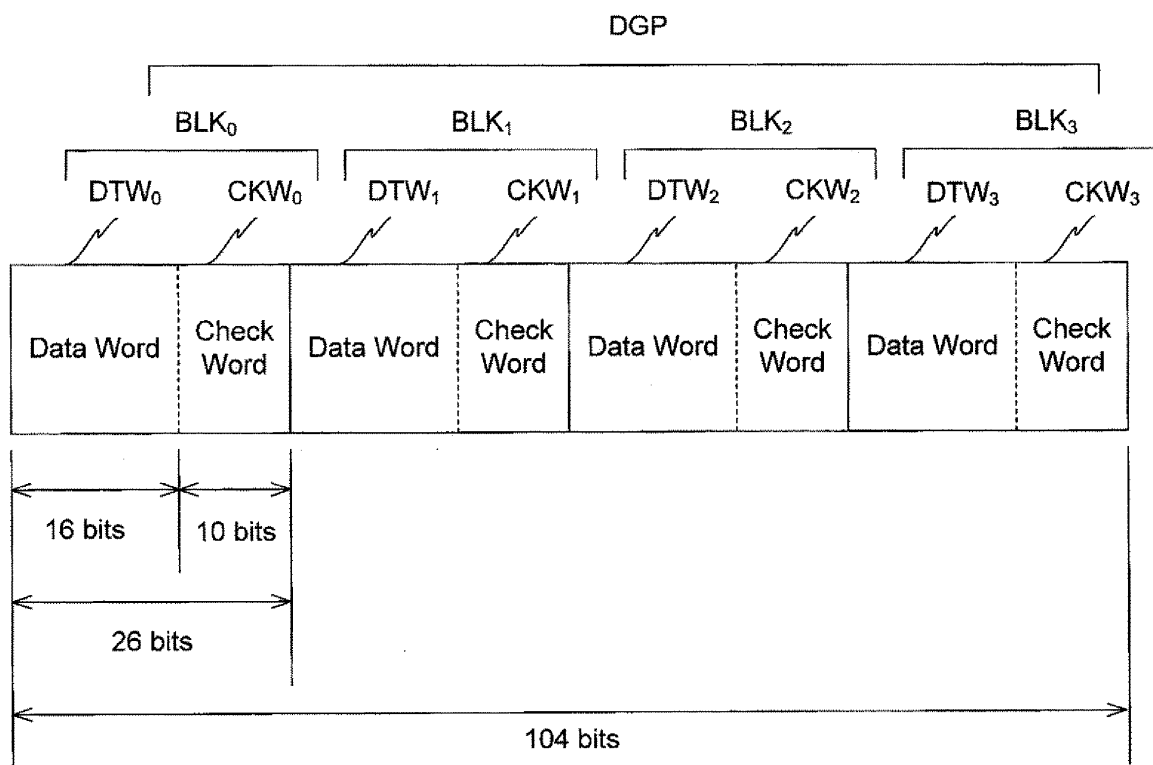 DGP
BLK₀ BLK₁ BLK₂ BLK₃
DTW₀ CKW₀ DTW₁ CKW₁ DTW₂ CKW₂ DTW₃ CKW₃
Data Word Check Word Data Word Check Word Data Word Check Word Data Word Check Word
16 bits 10 bits
26 bits
104 bits